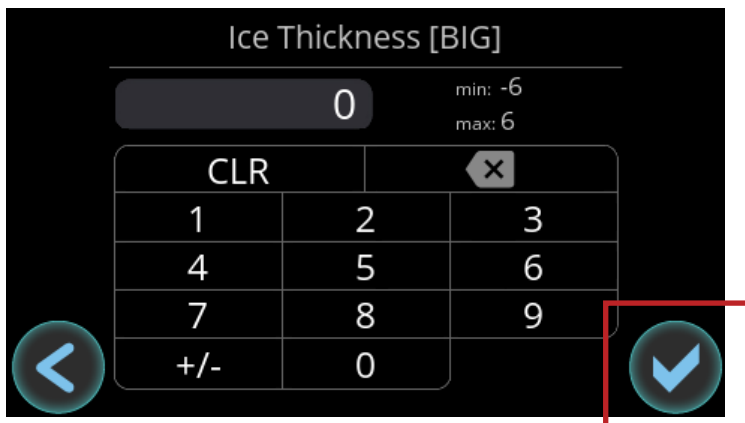 Ice Thickness [BIG]
0
min: -6
max: 6
CLR
1 2 3
4 5 6
7 8 9
+/- 0